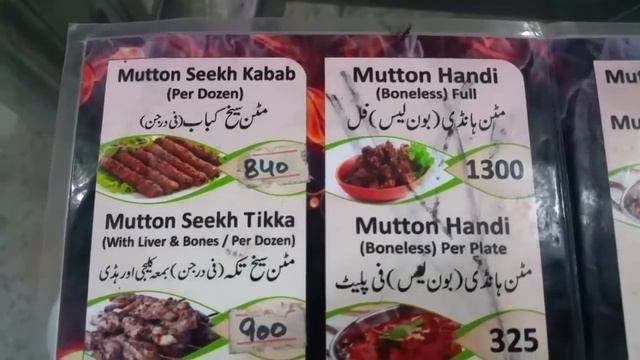 Mutton Seekh Kabab
(Per Dozen)
مٹن سیخ کباب (فی درجن)
840
Mutton Seekh Tikka
(With Liver & Bones / Per Dozen)
مٹن سیخ تکہ (فی درجن) بمعہ کلیجی اور ہڈی
900
Mutton Handi
(Boneless) Full
مٹن ہانڈی (بون لیس) فل
1300
Mutton Handi
(Boneless) Per Plate
مٹن ہانڈی (بون لیس) فی پلیٹ
325